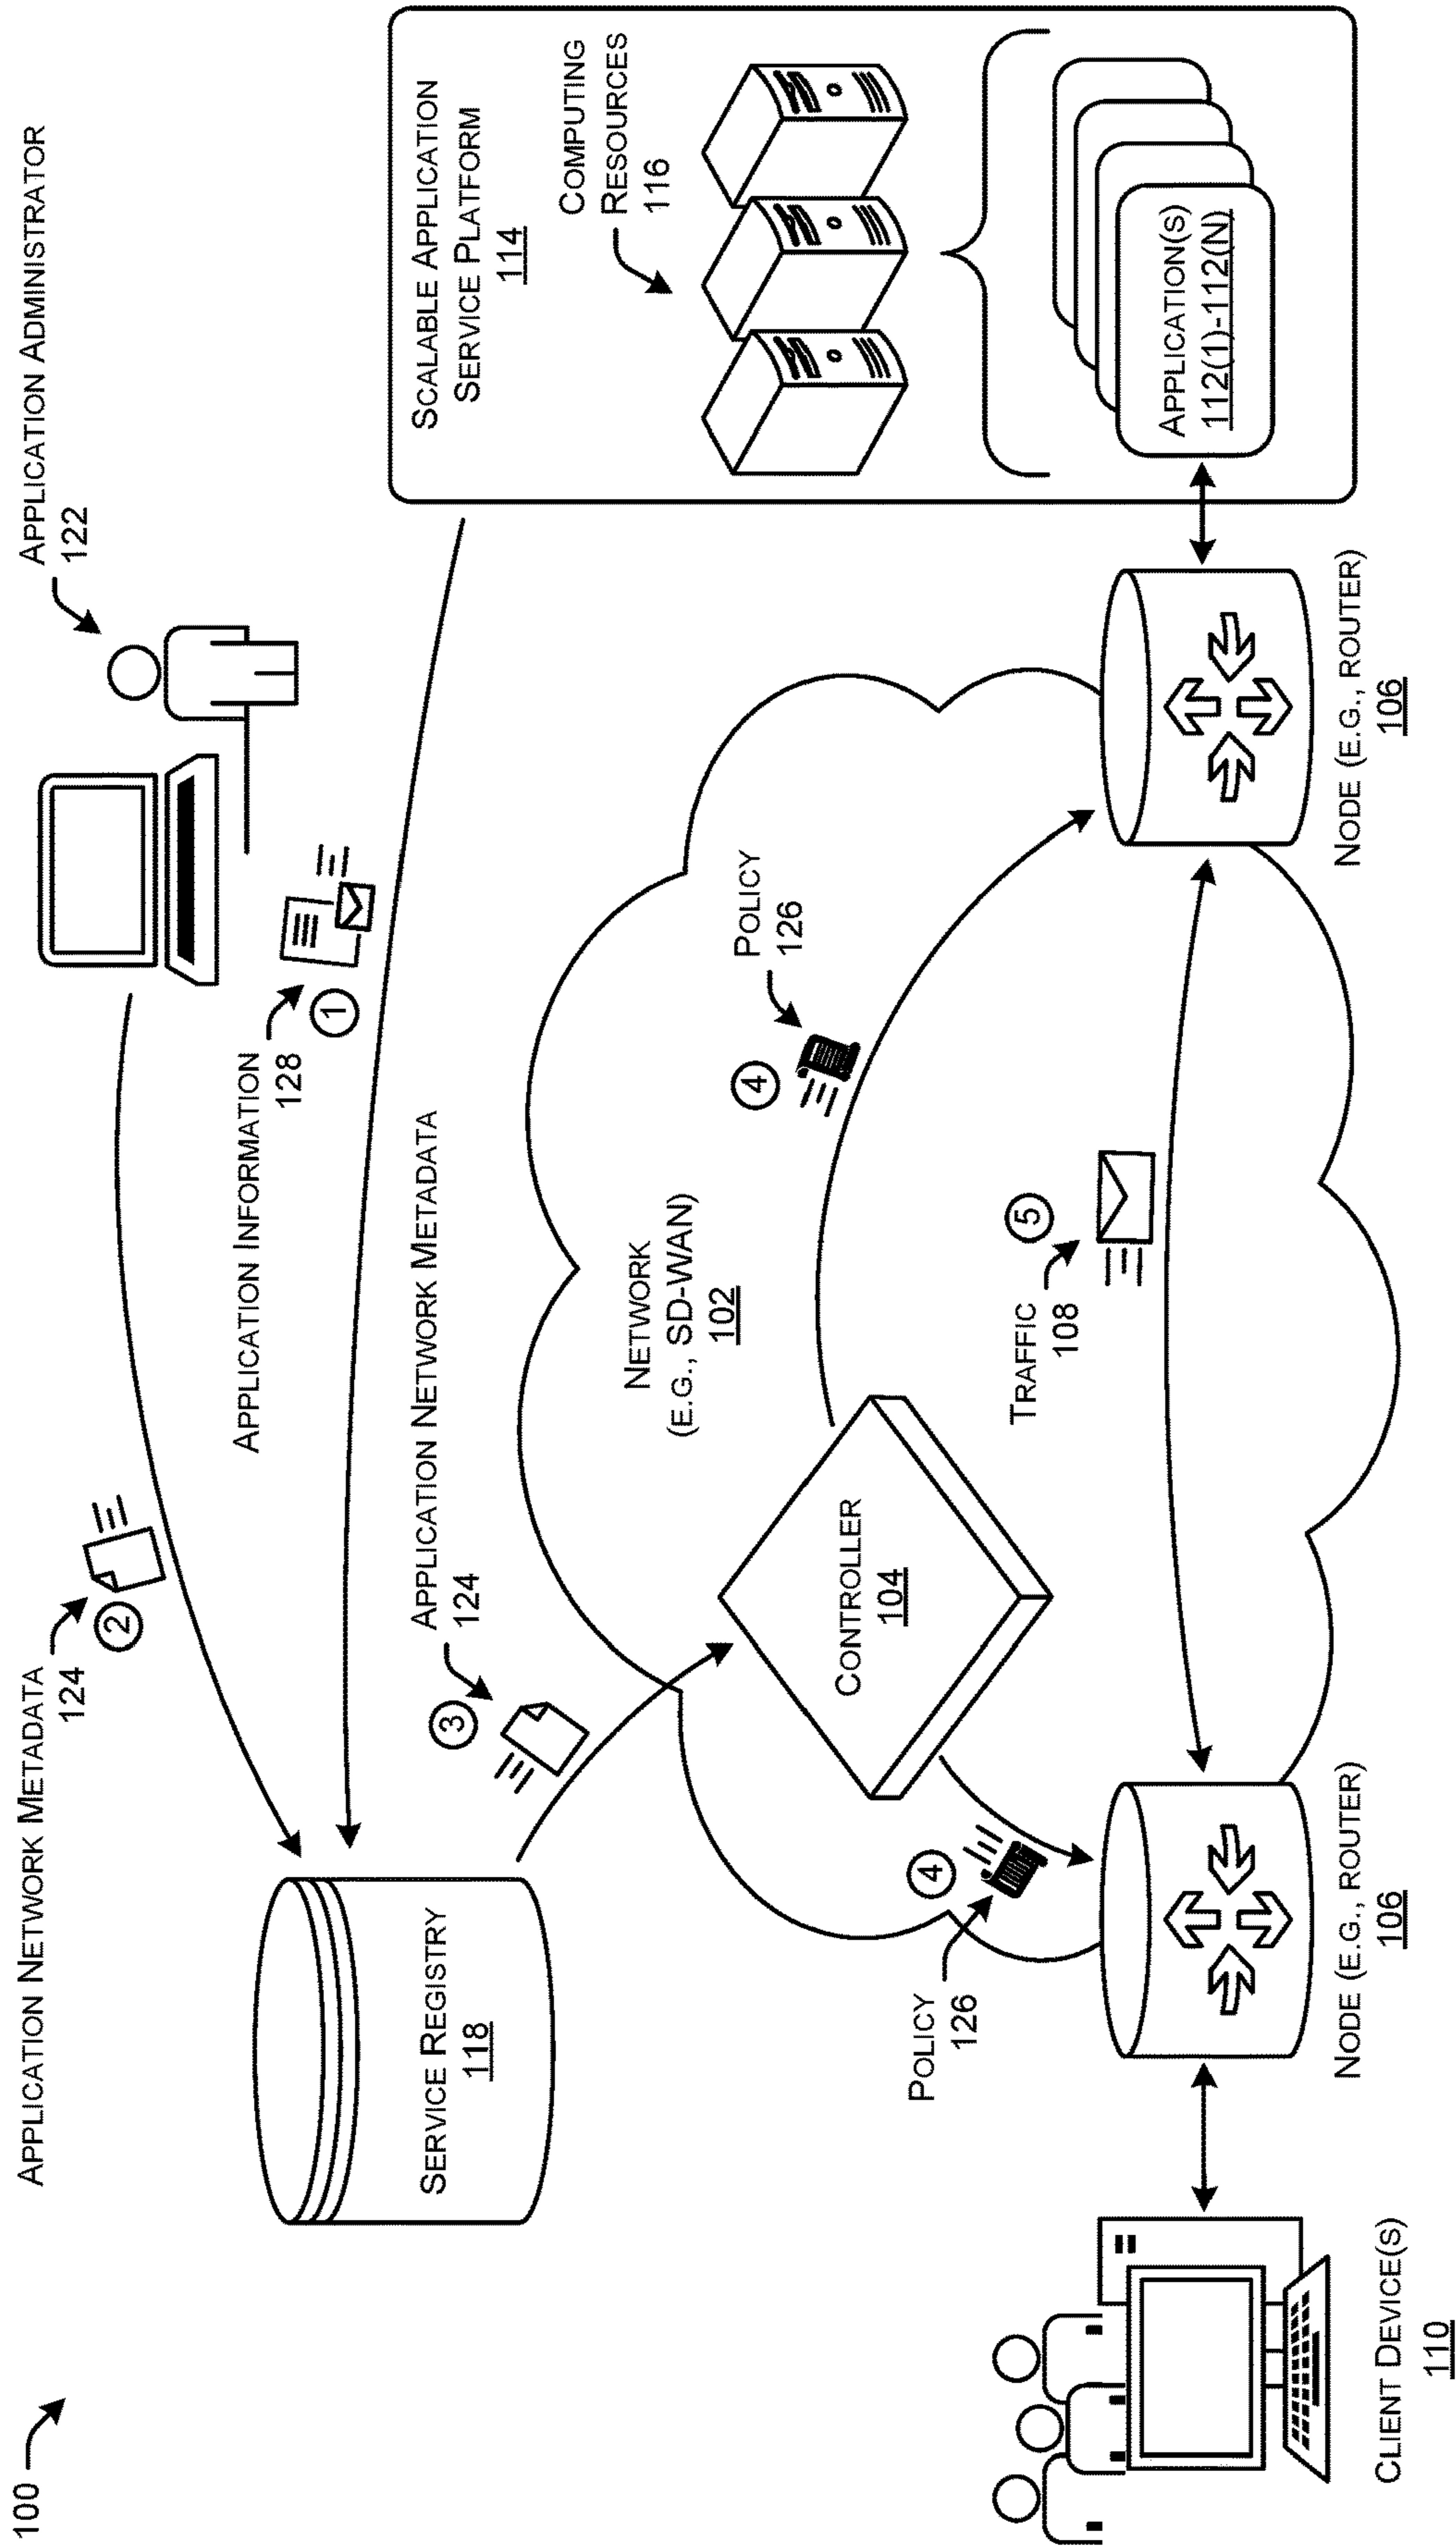 100
APPLICATION NETWORK METADATA
124
2
APPLICATION ADMINISTRATOR
122
APPLICATION INFORMATION
128
1
SERVICE REGISTRY
118
APPLICATION NETWORK METADATA
124
3
SCALABLE APPLICATION
SERVICE PLATFORM
114
COMPUTING
RESOURCES
116
APPLICATION(S)
112(1)-112(N)
NETWORK
(E.G., SD-WAN)
102
POLICY
126
4
CONTROLLER
104
POLICY
126
4
TRAFFIC
108
5
CLIENT DEVICE(S)
110
NODE (E.G., ROUTER)
106
NODE (E.G., ROUTER)
106